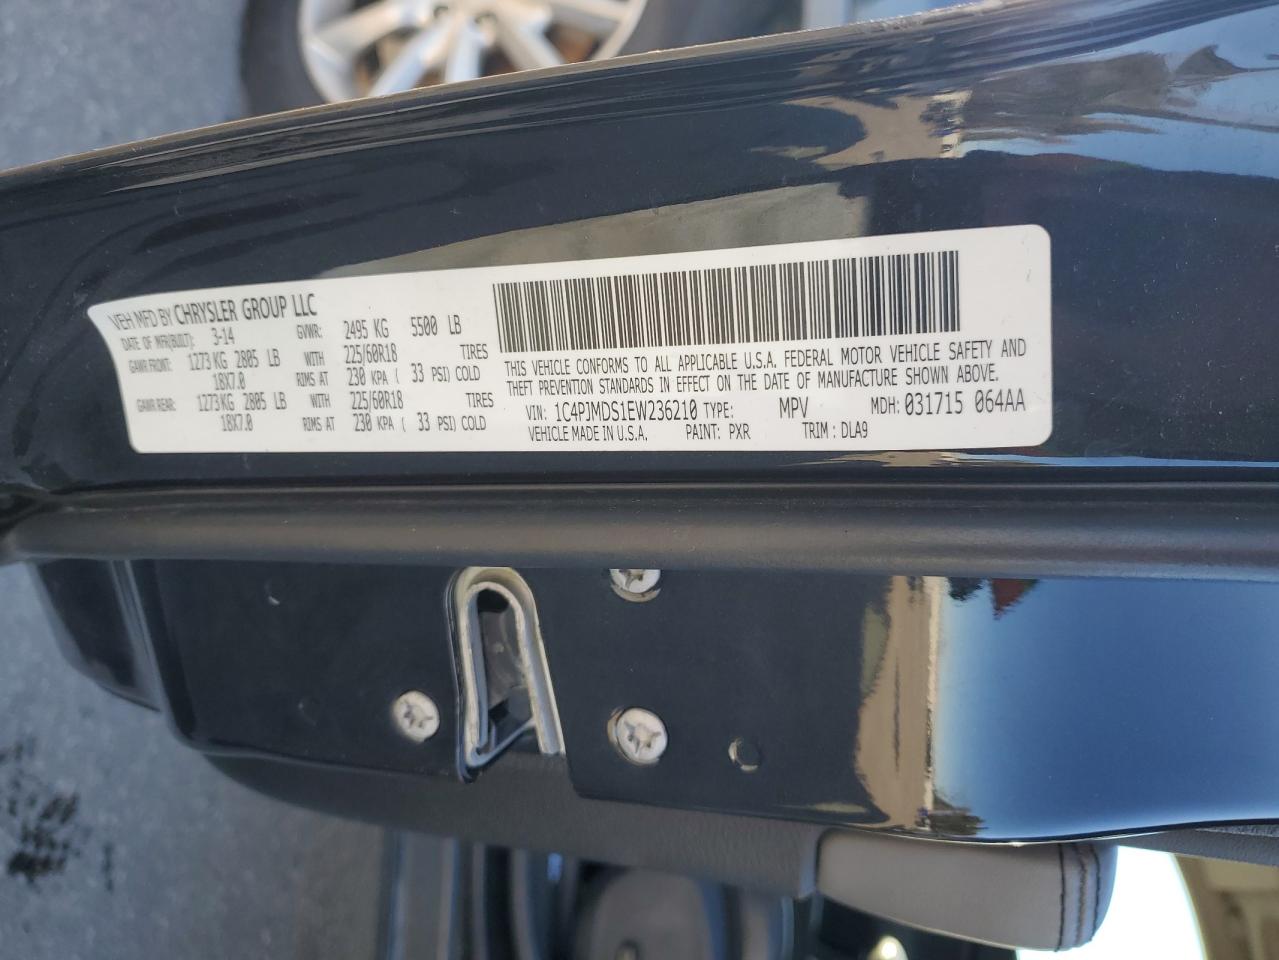 VEH MFD BY CHRYSLER GROUP LLC
DATE OF MFR(BUILT): 3-14 GVWR: 2495 KG 5500 LB
GAWR FRONT: 1273 KG 2805 LB WITH 225/60R18 TIRES
18X7.0 RIMS AT 230 KPA ( 33 PSI) COLD
GAWR REAR: 1273 KG 2805 LB WITH 225/60R18 TIRES
18X7.0 RIMS AT 230 KPA ( 33 PSI) COLD
THIS VEHICLE CONFORMS TO ALL APPLICABLE U.S.A. FEDERAL MOTOR VEHICLE SAFETY AND
THEFT PREVENTION STANDARDS IN EFFECT ON THE DATE OF MANUFACTURE SHOWN ABOVE.
VIN: 1C4PJMDS1EW236210 TYPE: MPV MDH: 031715 064AA
VEHICLE MADE IN U.S.A. PAINT: PXR TRIM: DLA9